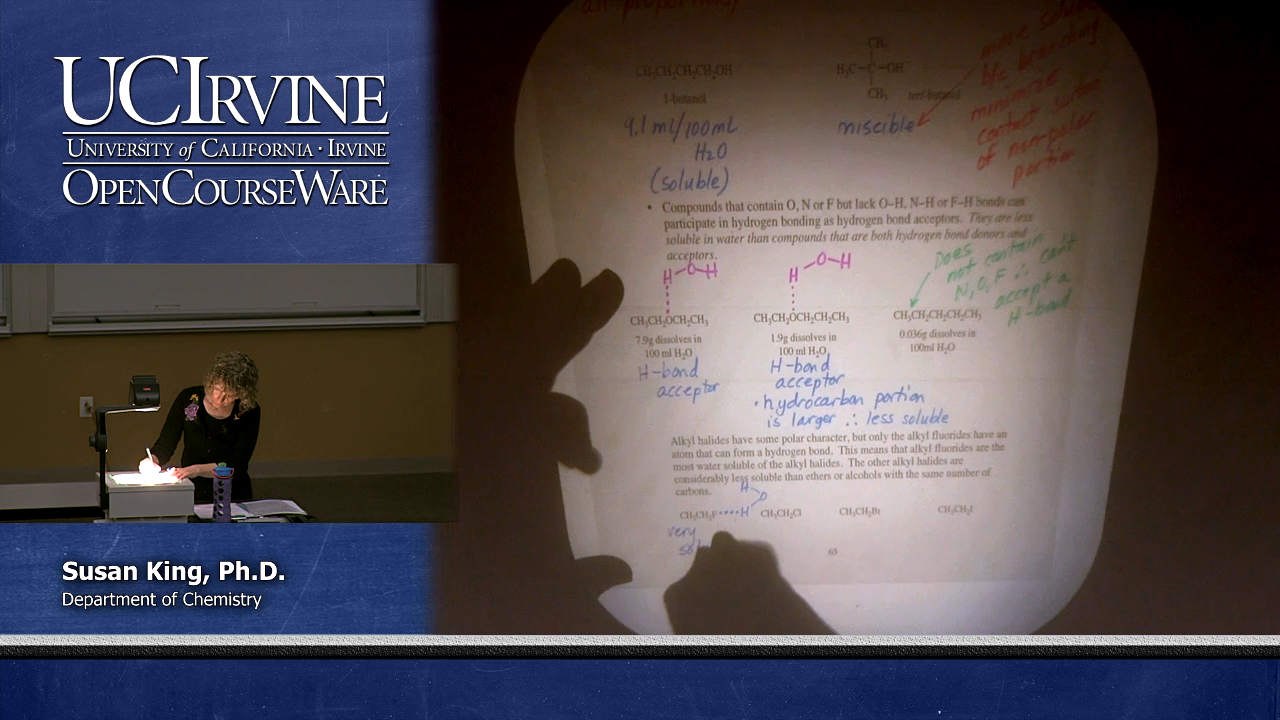 UCIRVINE
UNIVERSITY of CALIFORNIA · IRVINE
OPENCOURSEWARE
Susan King, Ph.D.
Department of Chemistry
CH₃CH₂CH₂CH₂OH
1-butanol
9.1 mL/100mL
H₂O
(soluble)
CH₃
H₃C-C-OH
CH₃
tert-butanol
miscible
more
b/c branching
minimizes
contact surface
of nonpolar
portion
• Compounds that contain O, N or F but lack O–H, N–H or F–H bonds can
participate in hydrogen bonding as hydrogen bond acceptors. They are less
soluble in water than compounds that are both hydrogen bond donors and
acceptors.
H-O-H
CH₃CH₂OCH₂CH₃
7.9g dissolves in
100 ml H₂O
H-bond
acceptor
H-O-H
CH₃CH₂OCH₂CH₂CH₃
1.9g dissolves in
100 ml H₂O
H-bond
acceptor
• hydrocarbon portion
is larger ∴ less soluble
Does
not contain
N,O,F ∴ can't
accept a
H-bond
CH₃CH₂CH₂CH₂CH₃
0.036g dissolves in
100ml H₂O
Alkyl halides have some polar character, but only the alkyl fluorides have an
atom that can form a hydrogen bond. This means that alkyl fluorides are the
most water soluble of the alkyl halides. The other alkyl halides are
considerably less soluble than ethers or alcohols with the same number of
carbons.
H
O
CH₃CH₂F····H
CH₃CH₂Cl
CH₃CH₂Br
CH₃CH₂I
very
65